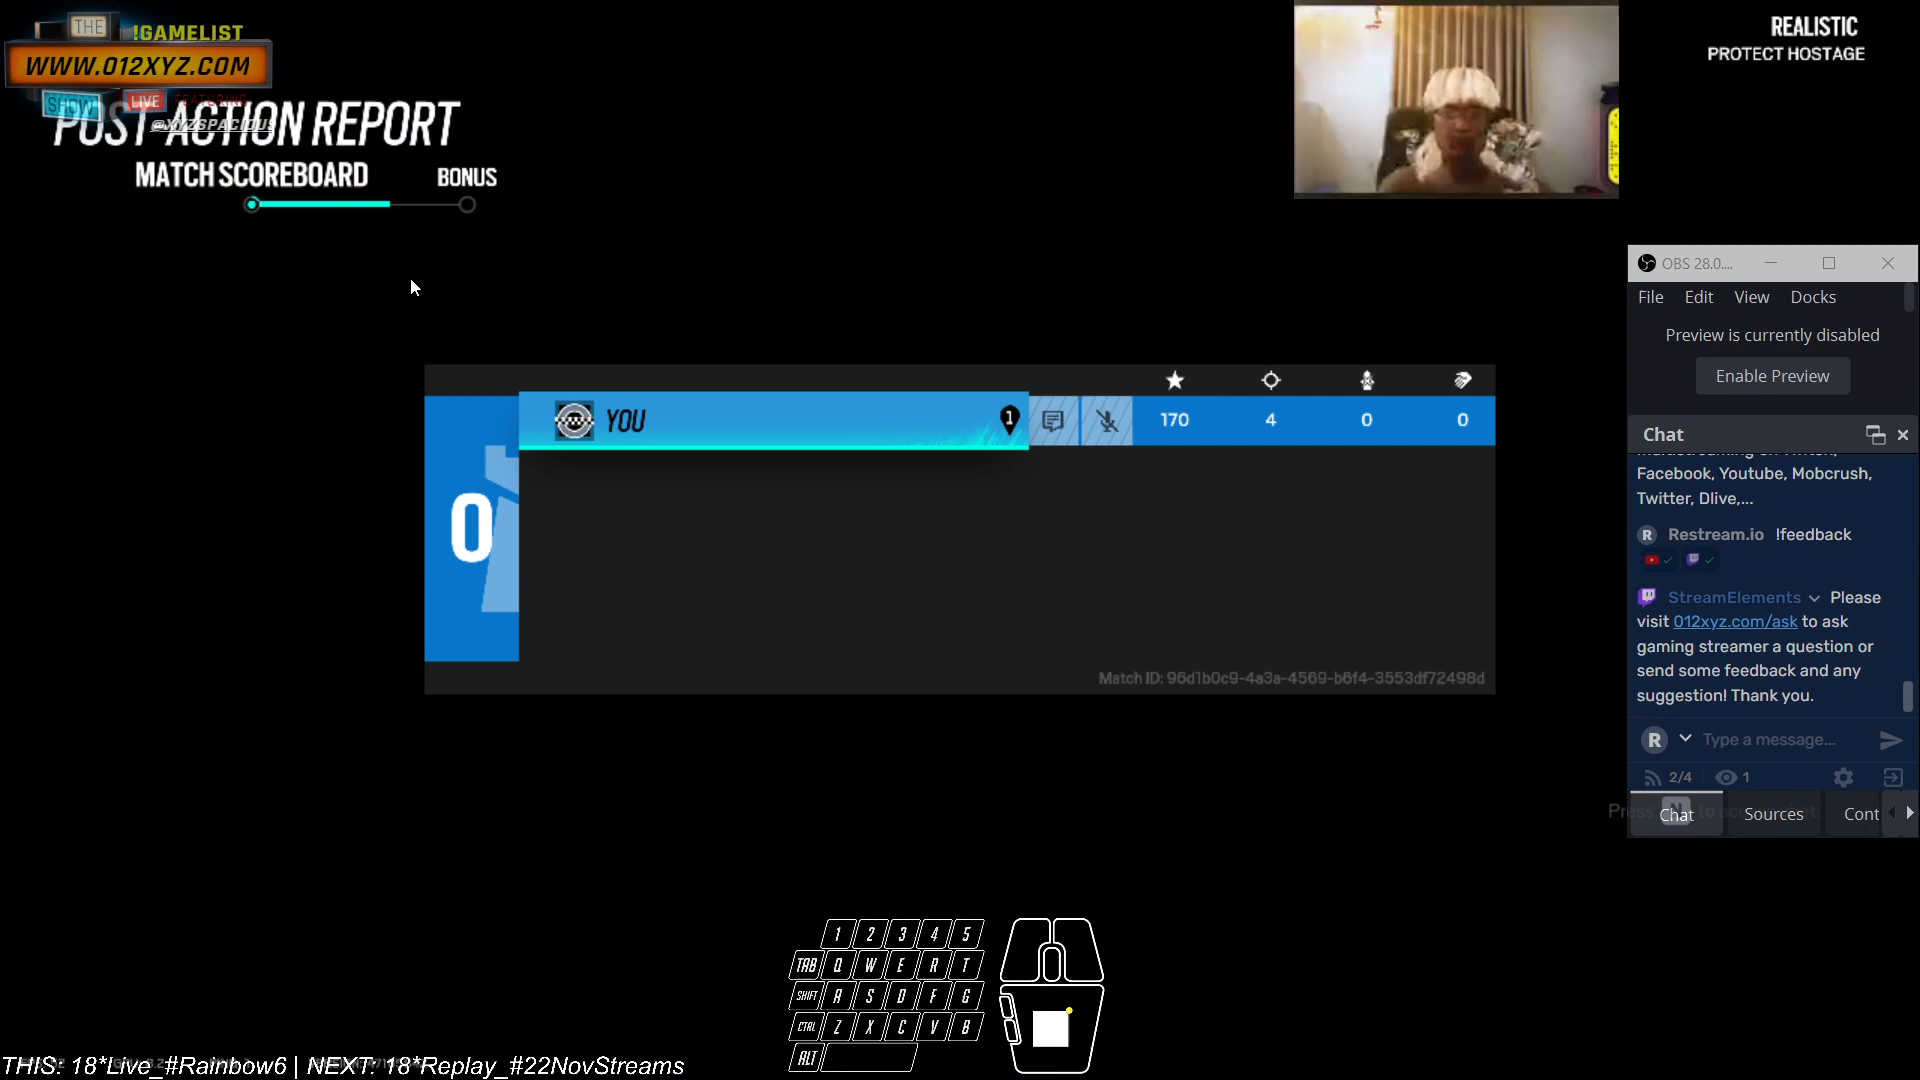 THE
!GAMELIST
WWW.012XYZ.COM
SHOW
LIVE
FEATURING
@XYZSPACIOUS
POST-ACTION REPORT
MATCH SCOREBOARD
BONUS
REALISTIC
PROTECT HOSTAGE
YOU
1
170
4
0
0
0
Match ID: 96d1b0c9-4a3a-4569-b6f4-3553df72498d
OBS 28.0....
File Edit View Docks
Preview is currently disabled
Enable Preview
Chat
Facebook, Youtube, Mobcrush,
Twitter, Dlive,...
R Restream.io !feedback
StreamElements Please
visit 012xyz.com/ask to ask
gaming streamer a question or
send some feedback and any
suggestion! Thank you.
R Type a message...
2/4 1
Chat Sources Cont
1 2 3 4 5
TAB Q W E R T
SHIFT A S D F G
CTRL Z X C V B
ALT
THIS: 18*Live_#Rainbow6 | NEXT: 18*Replay_#22NovStreams